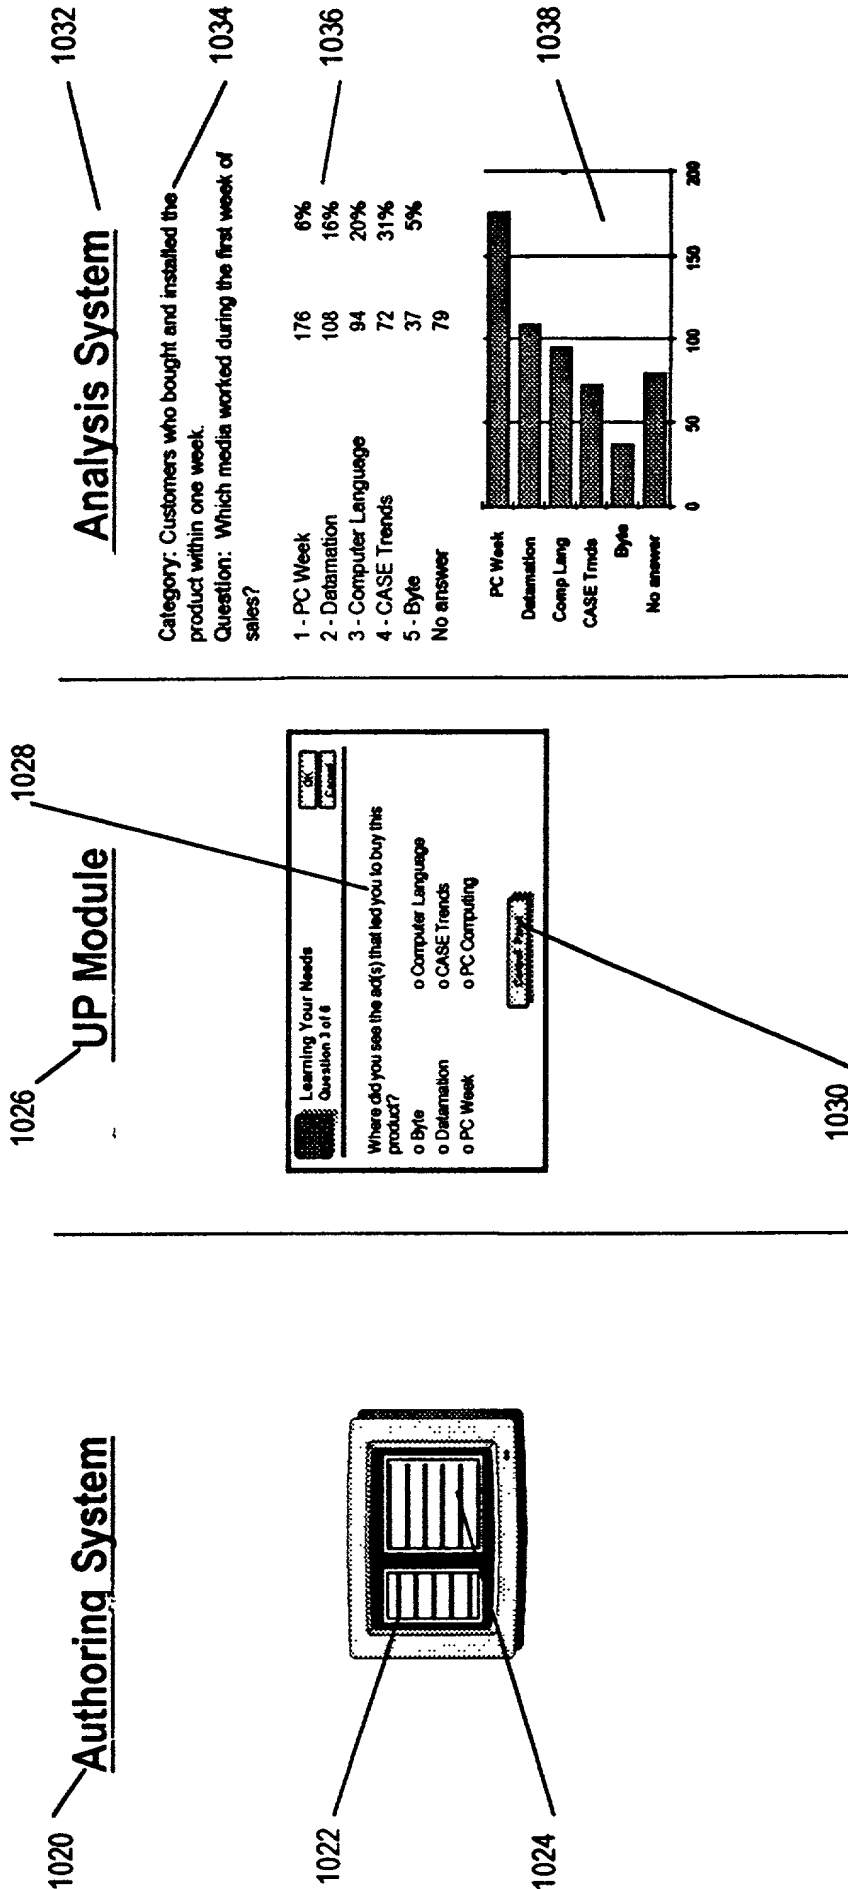 1020
Authoring System
1022
1024
1026
UP Module
1028
Learning Your Needs
Question 3 of 6
OK
Cancel
Where did you see the ad(s) that led you to buy this
product?
o Byte
o Computer Language
o Datamation
o CASE Trends
o PC Week
o PC Computing
Control Panel
1030
1032
Analysis System
1034
Category: Customers who bought and installed the
product within one week.
Question: Which media worked during the first week of
sales?
1036
1 - PC Week 176 6%
2 - Datamation 108 16%
3 - Computer Language 94 20%
4 - CASE Trends 72 31%
5 - Byte 37 5%
No answer 79
1038
PC Week
Datamation
Comp Lang
CASE Trnds
Byte
No answer
0 50 100 150 200